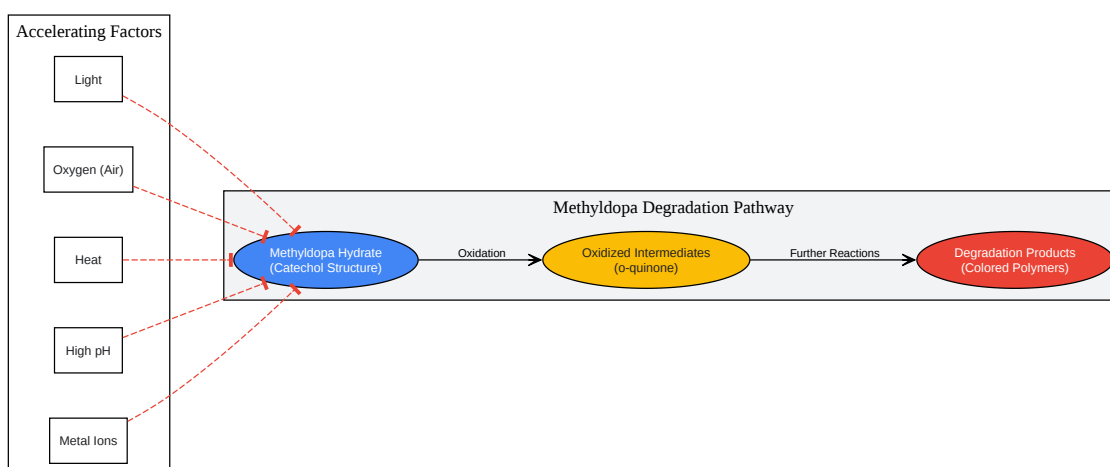 Accelerating Factors
Light
Oxygen (Air)
Heat
High pH
Metal Ions
Methyldopa Degradation Pathway
Methyldopa Hydrate
(Catechol Structure)
Oxidation
Oxidized Intermediates
(o-quinone)
Further Reactions
Degradation Products
(Colored Polymers)